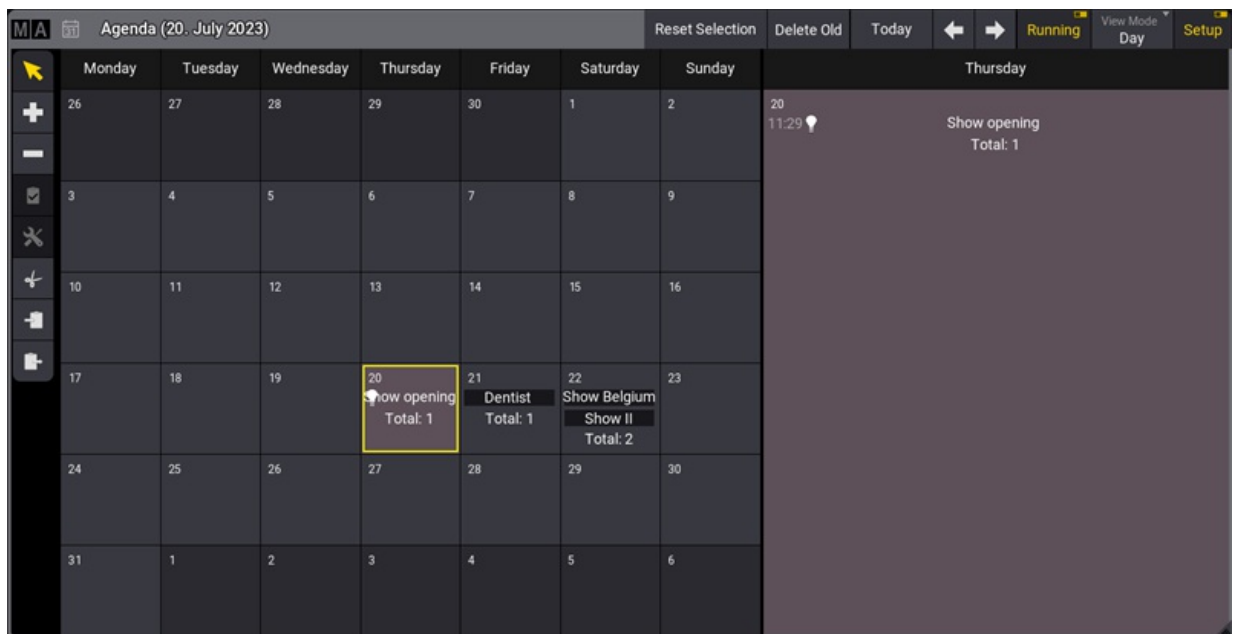 MA 31 Agenda (20. July 2023) Reset Selection Delete Old Today Running View Mode Day Setup
Monday Tuesday Wednesday Thursday Friday Saturday Sunday Thursday
26 27 28 29 30 1 2
3 4 5 6 7 8 9
10 11 12 13 14 15 16
17 18 19 20 21 22 23
Show opening Dentist Show Belgium
Total: 1 Total: 1 Show II
Total: 2
24 25 26 27 28 29 30
31 1 2 3 4 5 6
20
11:29 Show opening
Total: 1